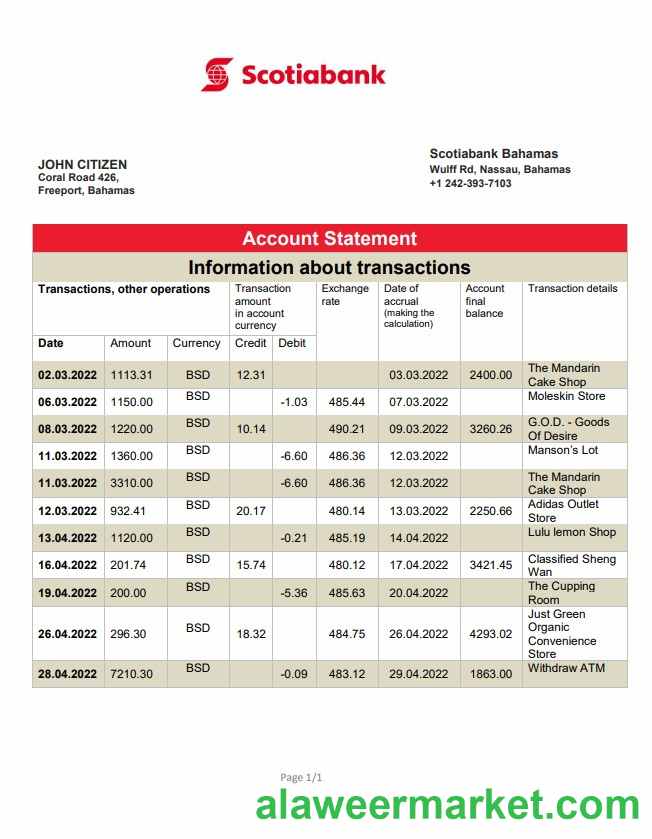 Scotiabank
JOHN CITIZEN
Coral Road 426,
Freeport, Bahamas
Scotiabank Bahamas
Wulff Rd, Nassau, Bahamas
+1 242-393-7103
Account Statement
Information about transactions
Transactions, other operations
Transaction
amount
in account
currency
Exchange
rate
Date of
accrual
(making the
calculation)
Account
final
balance
Transaction details
Date Amount Currency Credit Debit
02.03.2022 1113.31 BSD 12.31 03.03.2022 2400.00 The Mandarin
Cake Shop
06.03.2022 1150.00 BSD -1.03 485.44 07.03.2022 Moleskin Store
08.03.2022 1220.00 BSD 10.14 490.21 09.03.2022 3260.26 G.O.D. - Goods
Of Desire
11.03.2022 1360.00 BSD -6.60 486.36 12.03.2022 Manson's Lot
11.03.2022 3310.00 BSD -6.60 486.36 12.03.2022 The Mandarin
Cake Shop
12.03.2022 932.41 BSD 20.17 480.14 13.03.2022 2250.66 Adidas Outlet
Store
13.04.2022 1120.00 BSD -0.21 485.19 14.04.2022 Lulu lemon Shop
16.04.2022 201.74 BSD 15.74 480.12 17.04.2022 3421.45 Classified Sheng
Wan
19.04.2022 200.00 BSD -5.36 485.63 20.04.2022 The Cupping
Room
26.04.2022 296.30 BSD 18.32 484.75 26.04.2022 4293.02 Just Green
Organic
Convenience
Store
28.04.2022 7210.30 BSD -0.09 483.12 29.04.2022 1863.00 Withdraw ATM
Page 1/1
alaweermarket.com